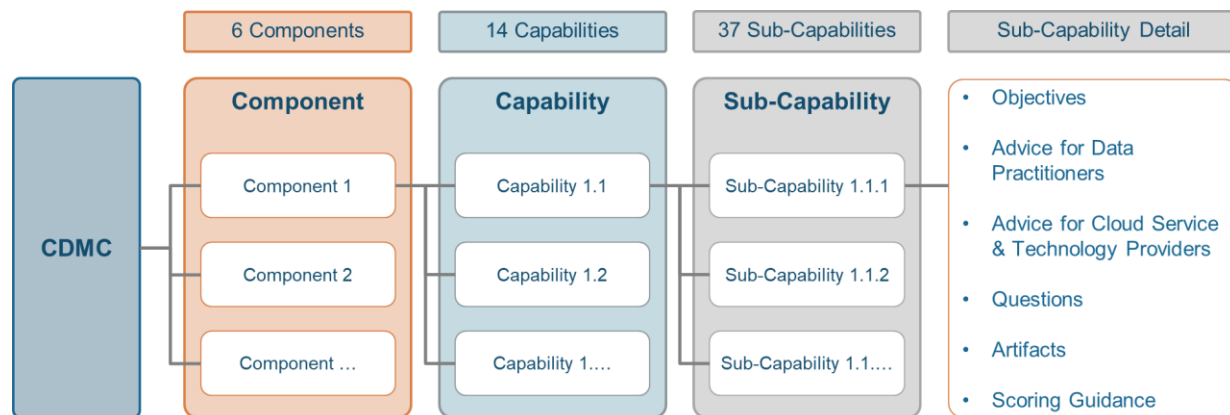 6 Components
14 Capabilities
37 Sub-Capabilities
Sub-Capability Detail
CDMC
Component
Component 1
Component 2
Component …
Capability
Capability 1.1
Capability 1.2
Capability 1.…
Sub-Capability
Sub-Capability 1.1.1
Sub-Capability 1.1.2
Sub-Capability 1.1.…
• Objectives
• Advice for Data
Practitioners
• Advice for Cloud Service
& Technology Providers
• Questions
• Artifacts
• Scoring Guidance